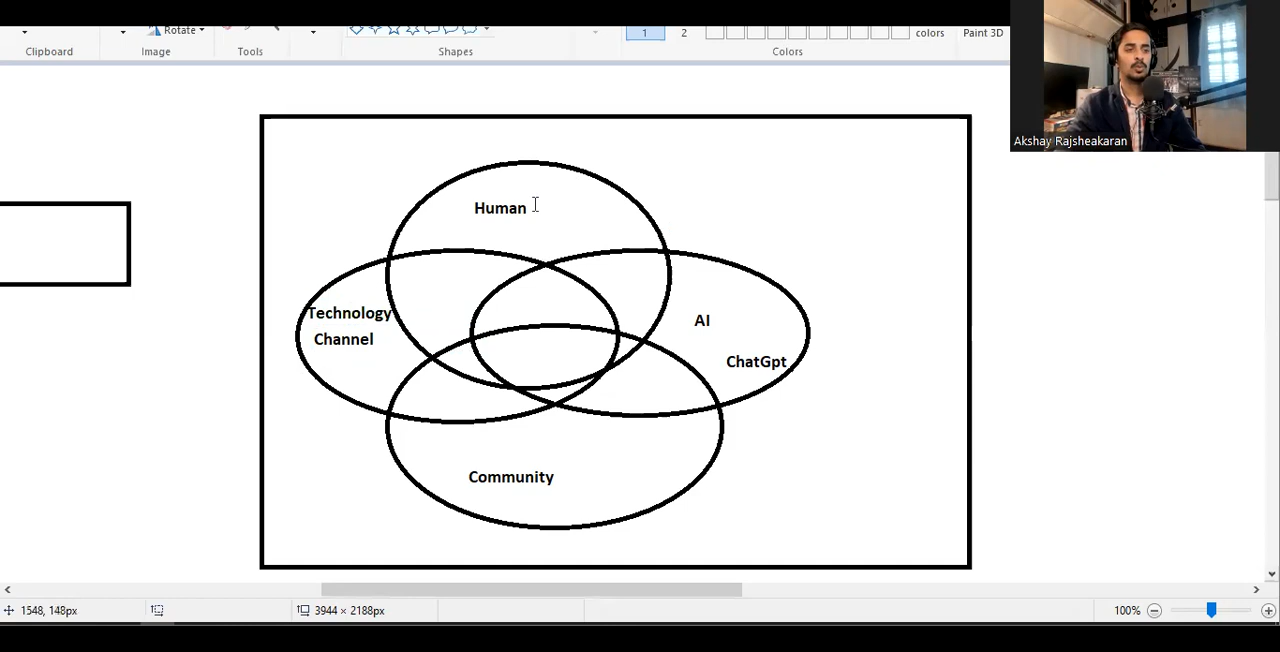 Rotate
Clipboard
Image
Tools
Shapes
1
2
colors
Paint 3D
Colors
Akshay Rajsheakaran
Human
Technology
Channel
AI
ChatGpt
Community
1548, 148px
3944 × 2188px
100%